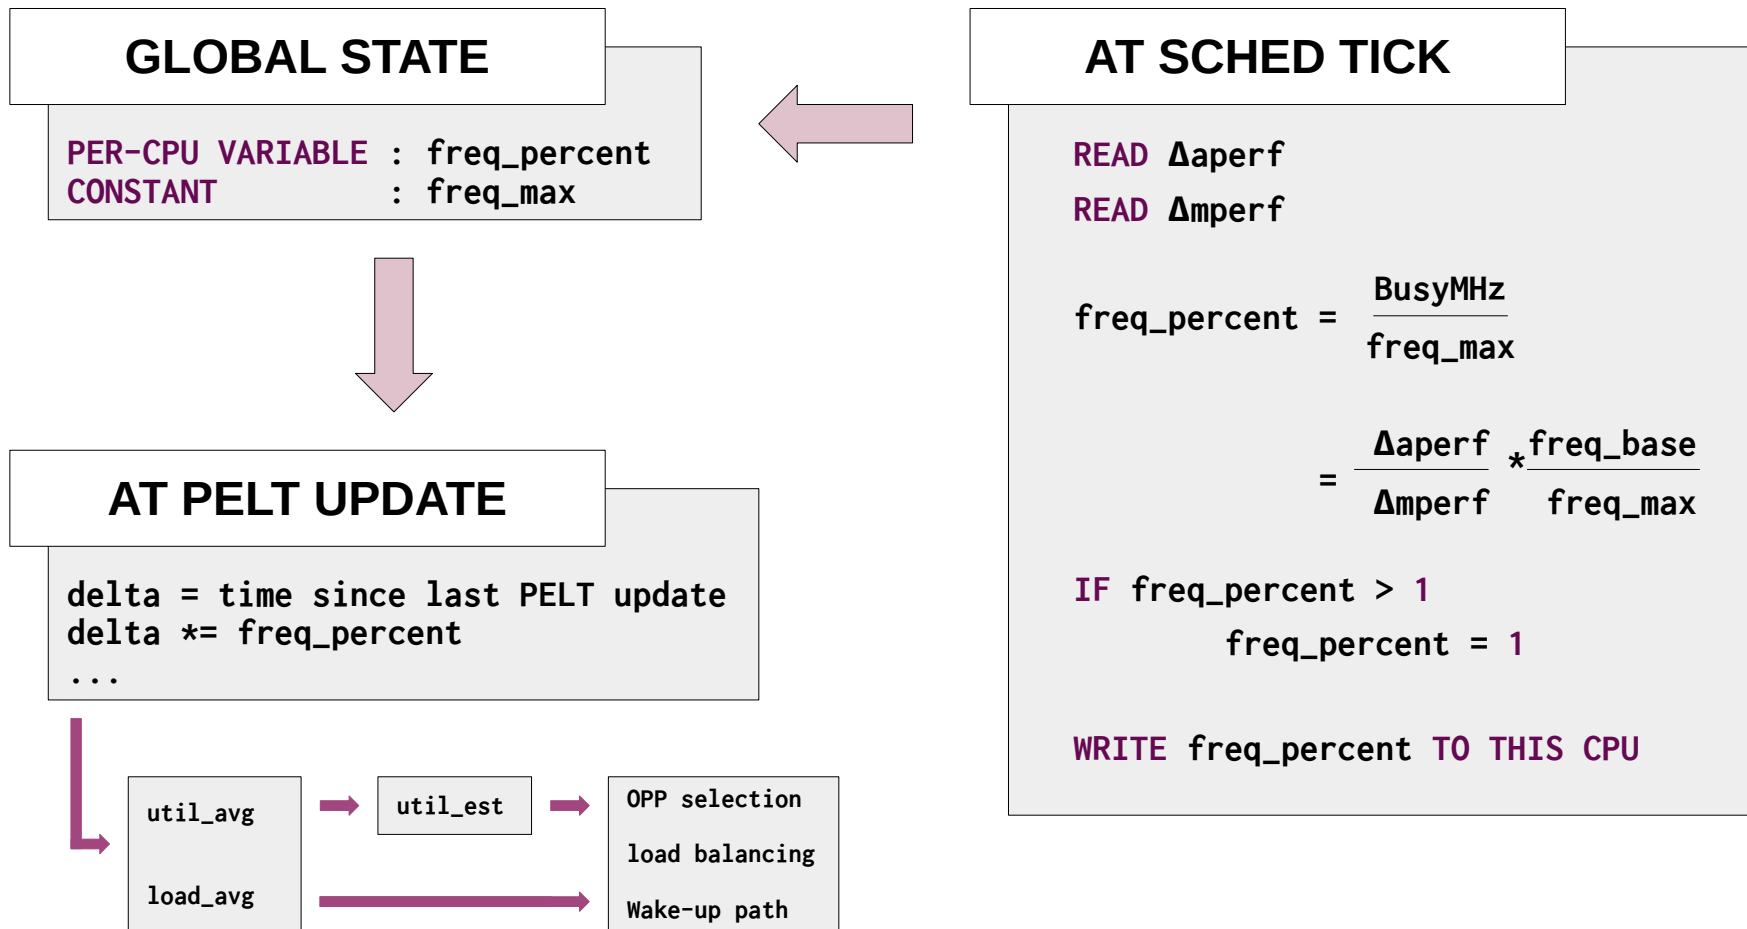 GLOBAL STATE
PER-CPU VARIABLE : freq_percent
CONSTANT : freq_max
AT SCHED TICK
READ Δaperf
READ Δmperf
freq_percent = BusyMHz
freq_max
= Δaperf * freq_base
Δmperf freq_max
IF freq_percent > 1
freq_percent = 1
WRITE freq_percent TO THIS CPU
AT PELT UPDATE
delta = time since last PELT update
delta *= freq_percent
...
util_avg
load_avg
util_est
OPP selection
load balancing
Wake-up path